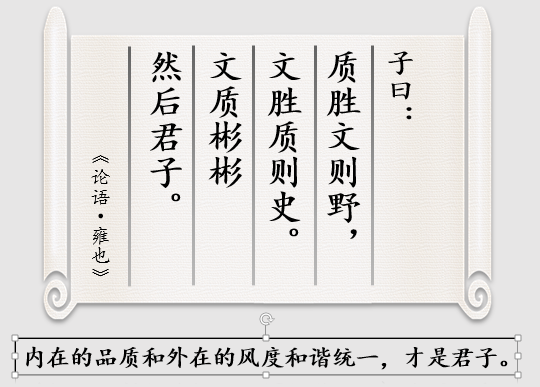 子曰：
质胜文则野，
文胜质则史。
文质彬彬
然后君子。
《论语·雍也》
内在的品质和外在的风度和谐统一，才是君子。